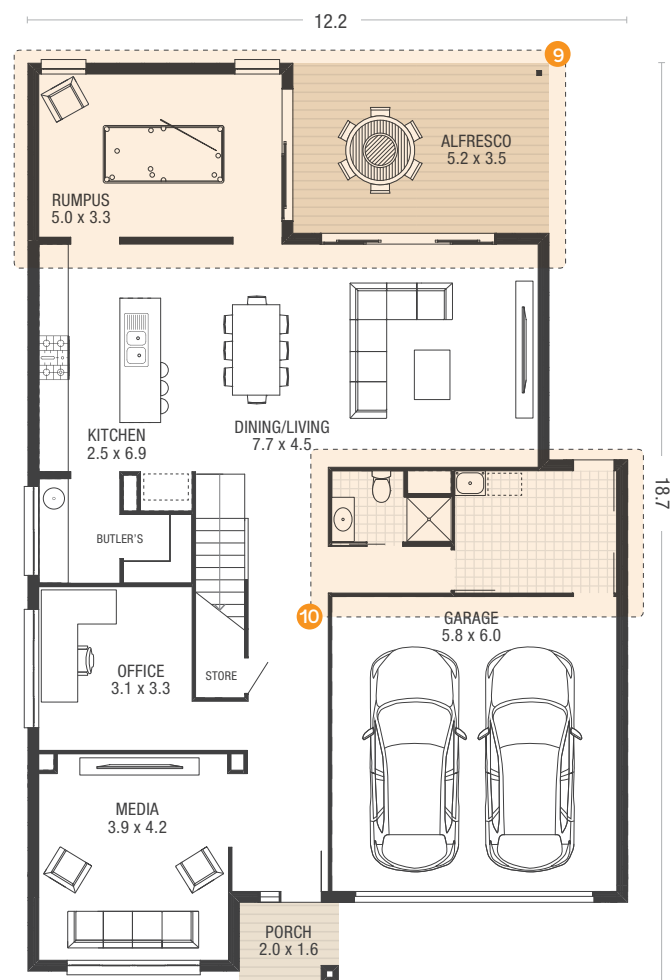 12.2
9
ALFRESCO
5.2 x 3.5
RUMPUS
5.0 x 3.3
KITCHEN
2.5 x 6.9
DINING/LIVING
7.7 x 4.5
18.7
BUTLER'S
10
GARAGE
5.8 x 6.0
OFFICE
3.1 x 3.3
STORE
MEDIA
3.9 x 4.2
PORCH
2.0 x 1.6